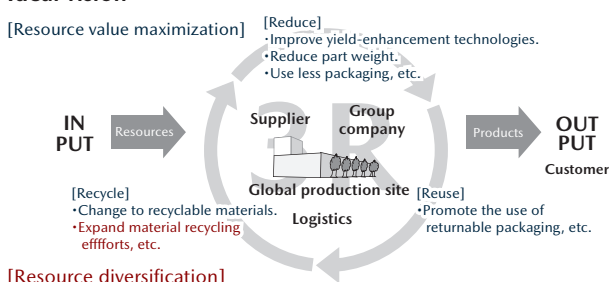 [Resource value maximization]
[Reduce]
・Improve yield-enhancement technologies.
・Reduce part weight.
・Use less packaging, etc.
3R
IN
PUT
Resources
Supplier
Group
company
Products
OUT
PUT
Customer
Global production site
Logistics
[Recycle]
・Change to recyclable materials.
・Expand material recycling
effforts, etc.
[Reuse]
・Promote the use of
returnable packaging, etc.
[Resource diversification]